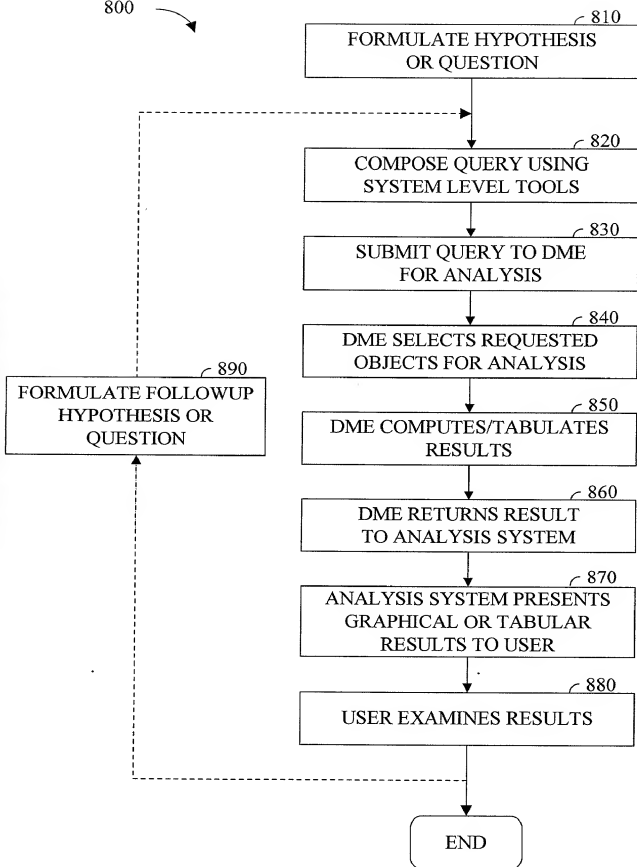 800
810
FORMULATE HYPOTHESIS
OR QUESTION
820
COMPOSE QUERY USING
SYSTEM LEVEL TOOLS
830
SUBMIT QUERY TO DME
FOR ANALYSIS
840
DME SELECTS REQUESTED
OBJECTS FOR ANALYSIS
890
FORMULATE FOLLOWUP
HYPOTHESIS OR
QUESTION
850
DME COMPUTES/TABULATES
RESULTS
860
DME RETURNS RESULT
TO ANALYSIS SYSTEM
870
ANALYSIS SYSTEM PRESENTS
GRAPHICAL OR TABULAR
RESULTS TO USER
880
USER EXAMINES RESULTS
END